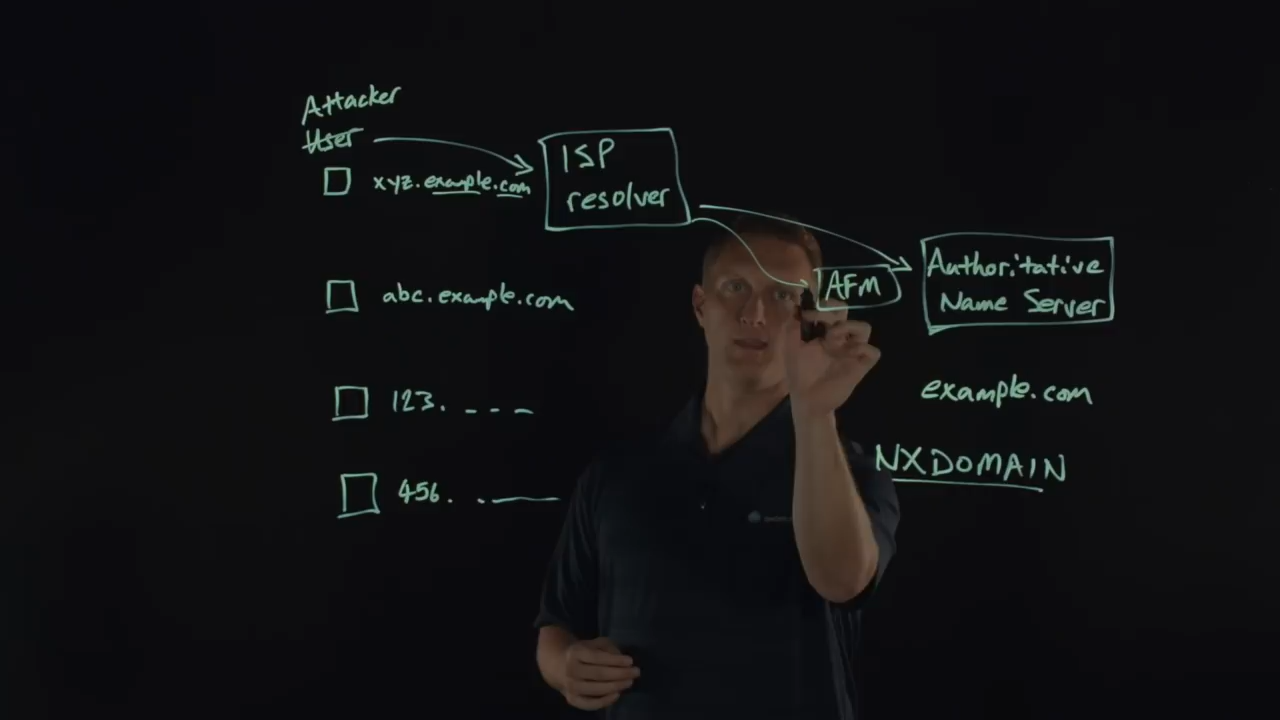 Attacker
User
xyz.example.com
ISP
resolver
AFM
Authoritative
Name Server
abc.example.com
example.com
123. _ _ _
NXDOMAIN
456. .____